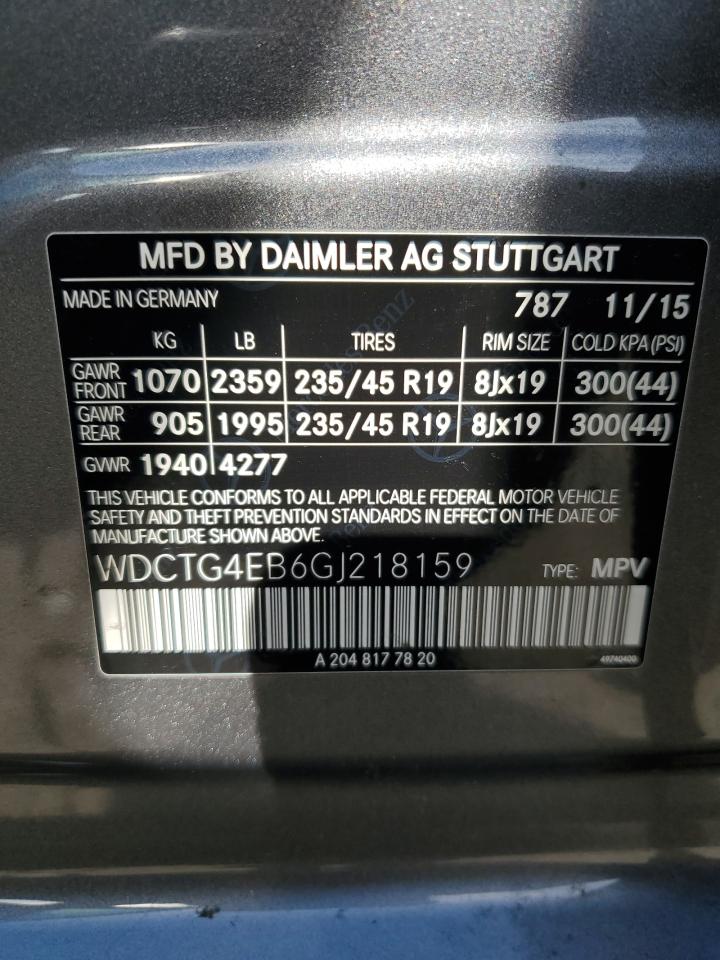 MFD BY DAIMLER AG STUTTGART
MADE IN GERMANY 787 11/15
KG LB TIRES RIM SIZE COLD KPA (PSI)
GAWR FRONT 1070 2359 235/45 R19 8Jx19 300(44)
GAWR REAR 905 1995 235/45 R19 8Jx19 300(44)
GVWR 1940 4277
THIS VEHICLE CONFORMS TO ALL APPLICABLE FEDERAL MOTOR VEHICLE
SAFETY AND THEFT PREVENTION STANDARDS IN EFFECT ON THE DATE OF
MANUFACTURE SHOWN ABOVE.
WDCTG4EB6GJ218159 TYPE: MPV
A 204 817 78 20 49740400